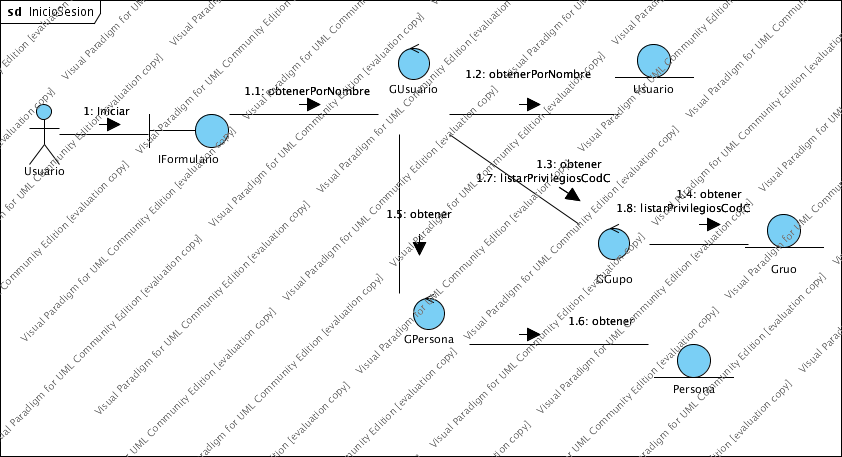 sd InicioSesion
GUsuario
1.2: obtenerPorNombre
Usuario
1.1: obtenerPorNombre
1: Iniciar
IFormulario
Usuario
1.3: obtener
1.7: listarPrivilegiosCodC
1.4: obtener
1.8: listarPrivilegiosCodC
1.5: obtener
GGupo
Gruo
GPersona
1.6: obtener
Persona
Visual Paradigm for UML Community Edition [evaluation copy]